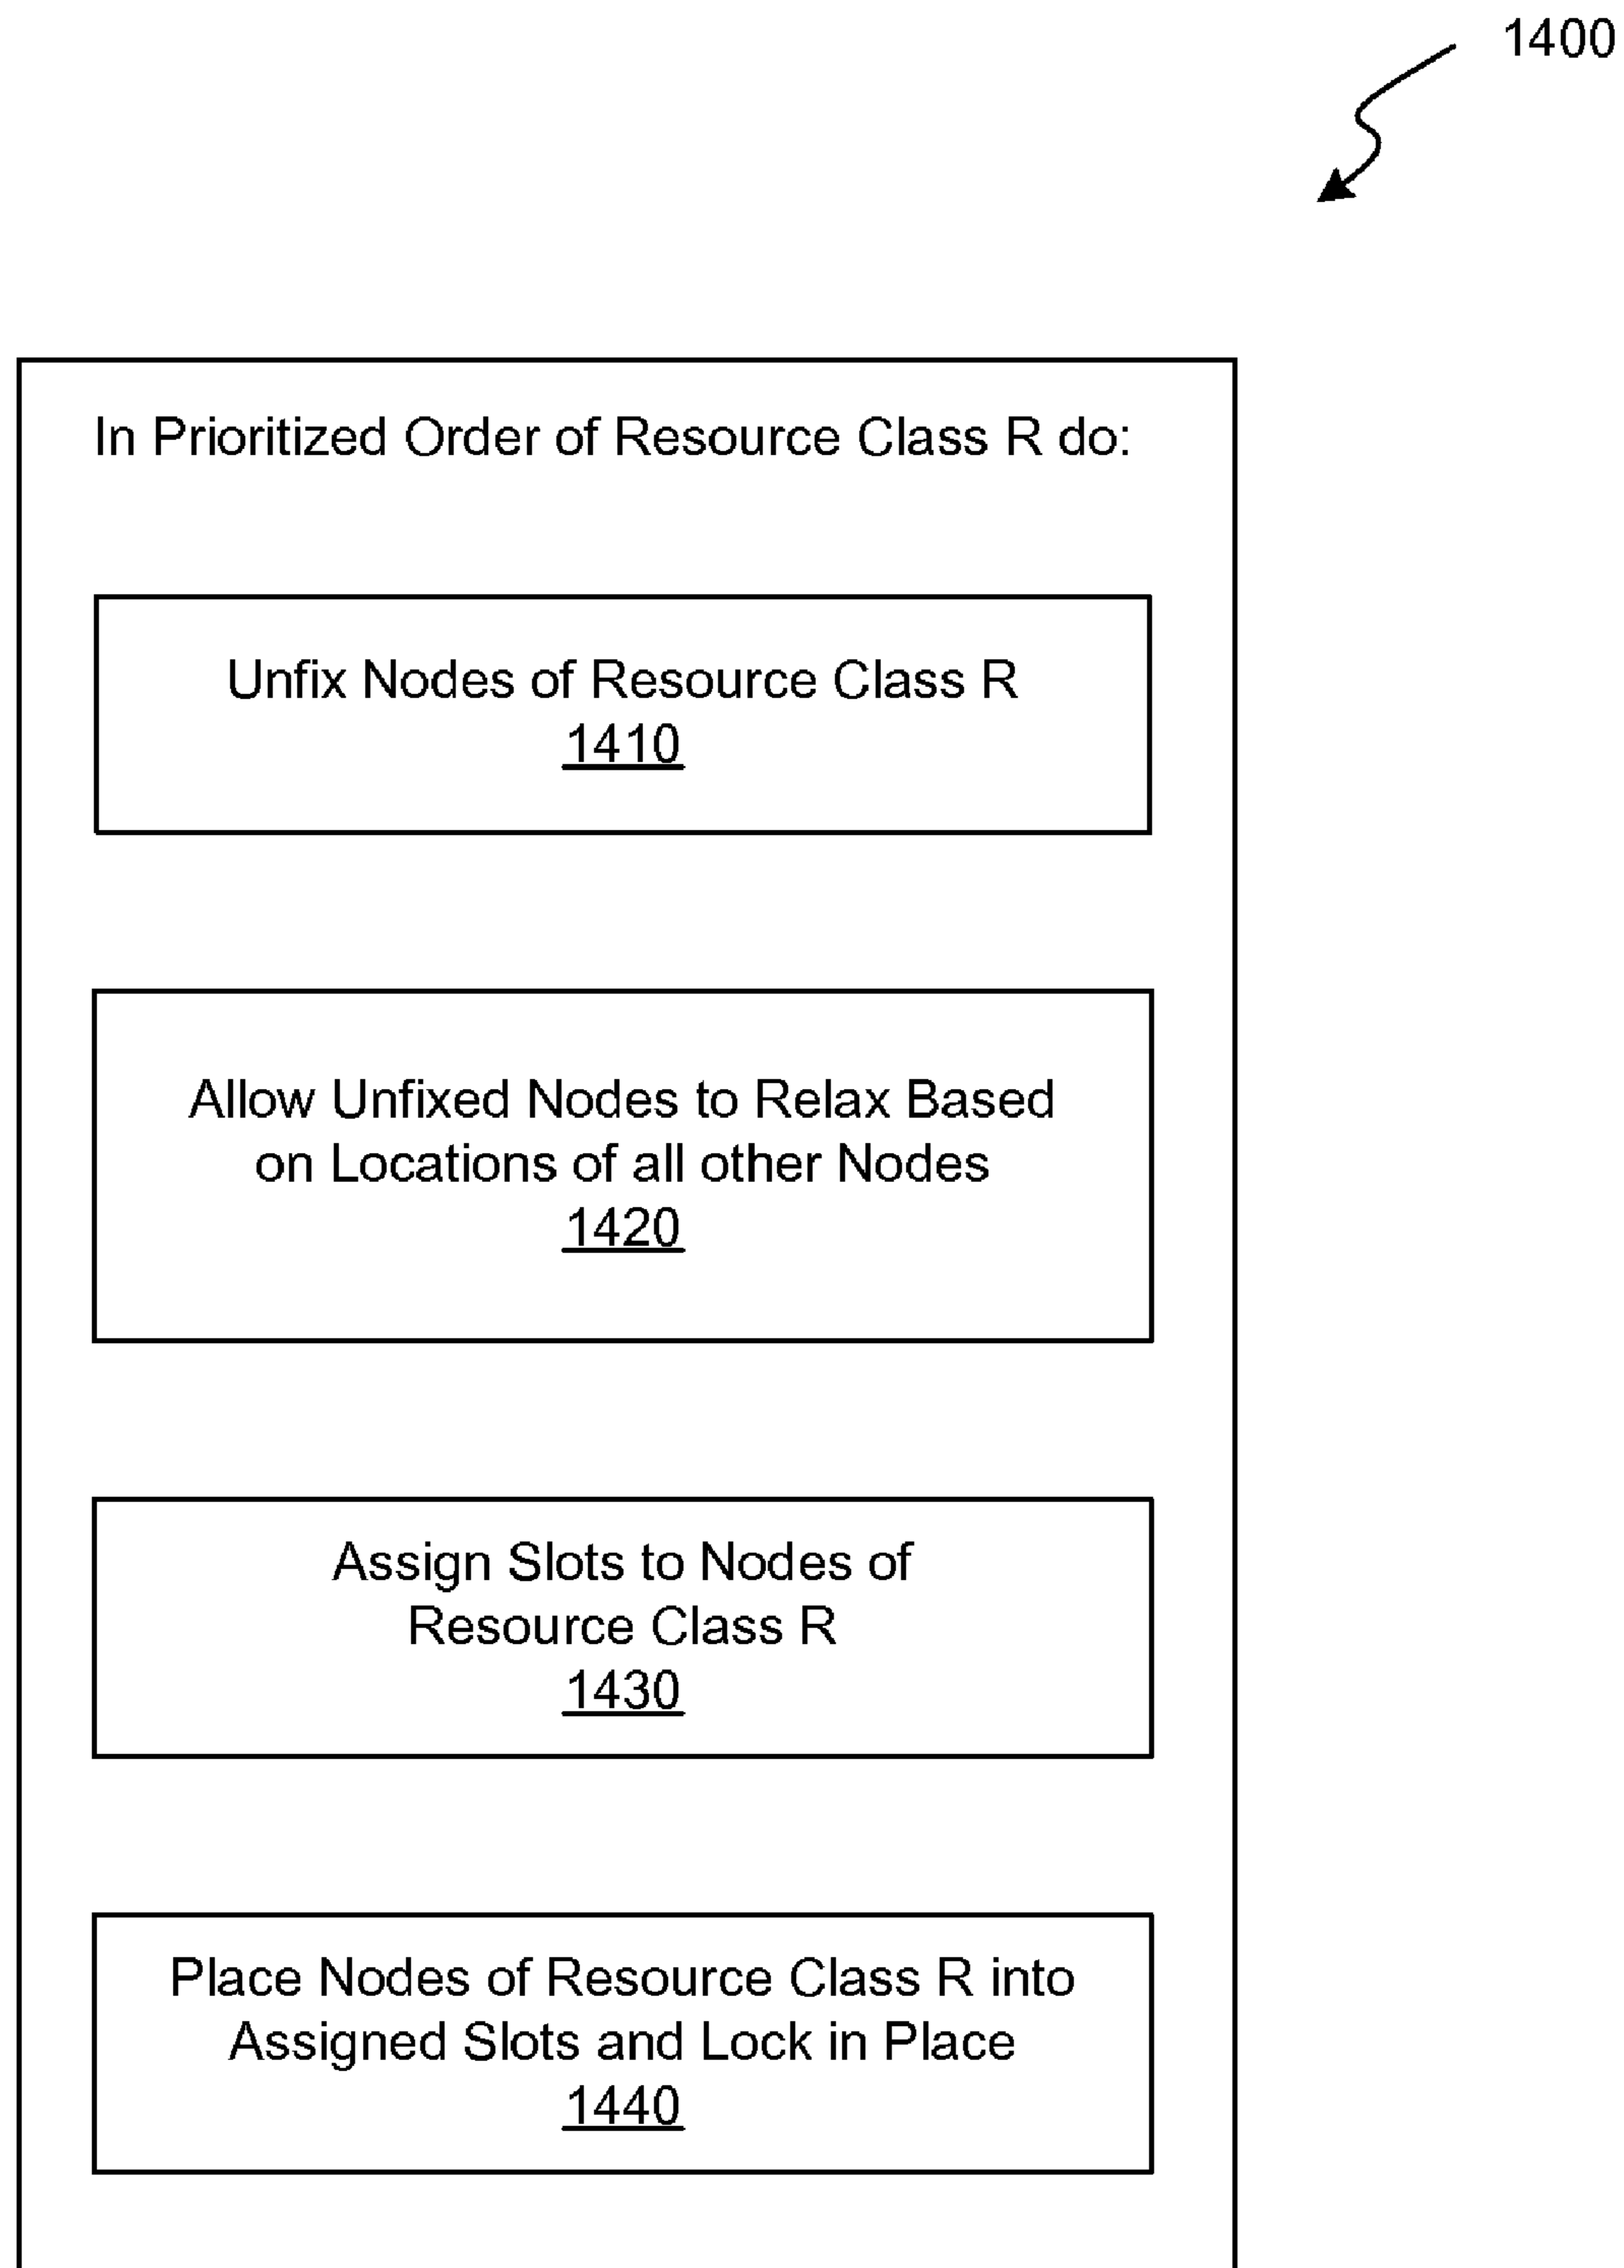 1400
In Prioritized Order of Resource Class R do:
Unfix Nodes of Resource Class R
1410
Allow Unfixed Nodes to Relax Based
on Locations of all other Nodes
1420
Assign Slots to Nodes of
Resource Class R
1430
Place Nodes of Resource Class R into
Assigned Slots and Lock in Place
1440